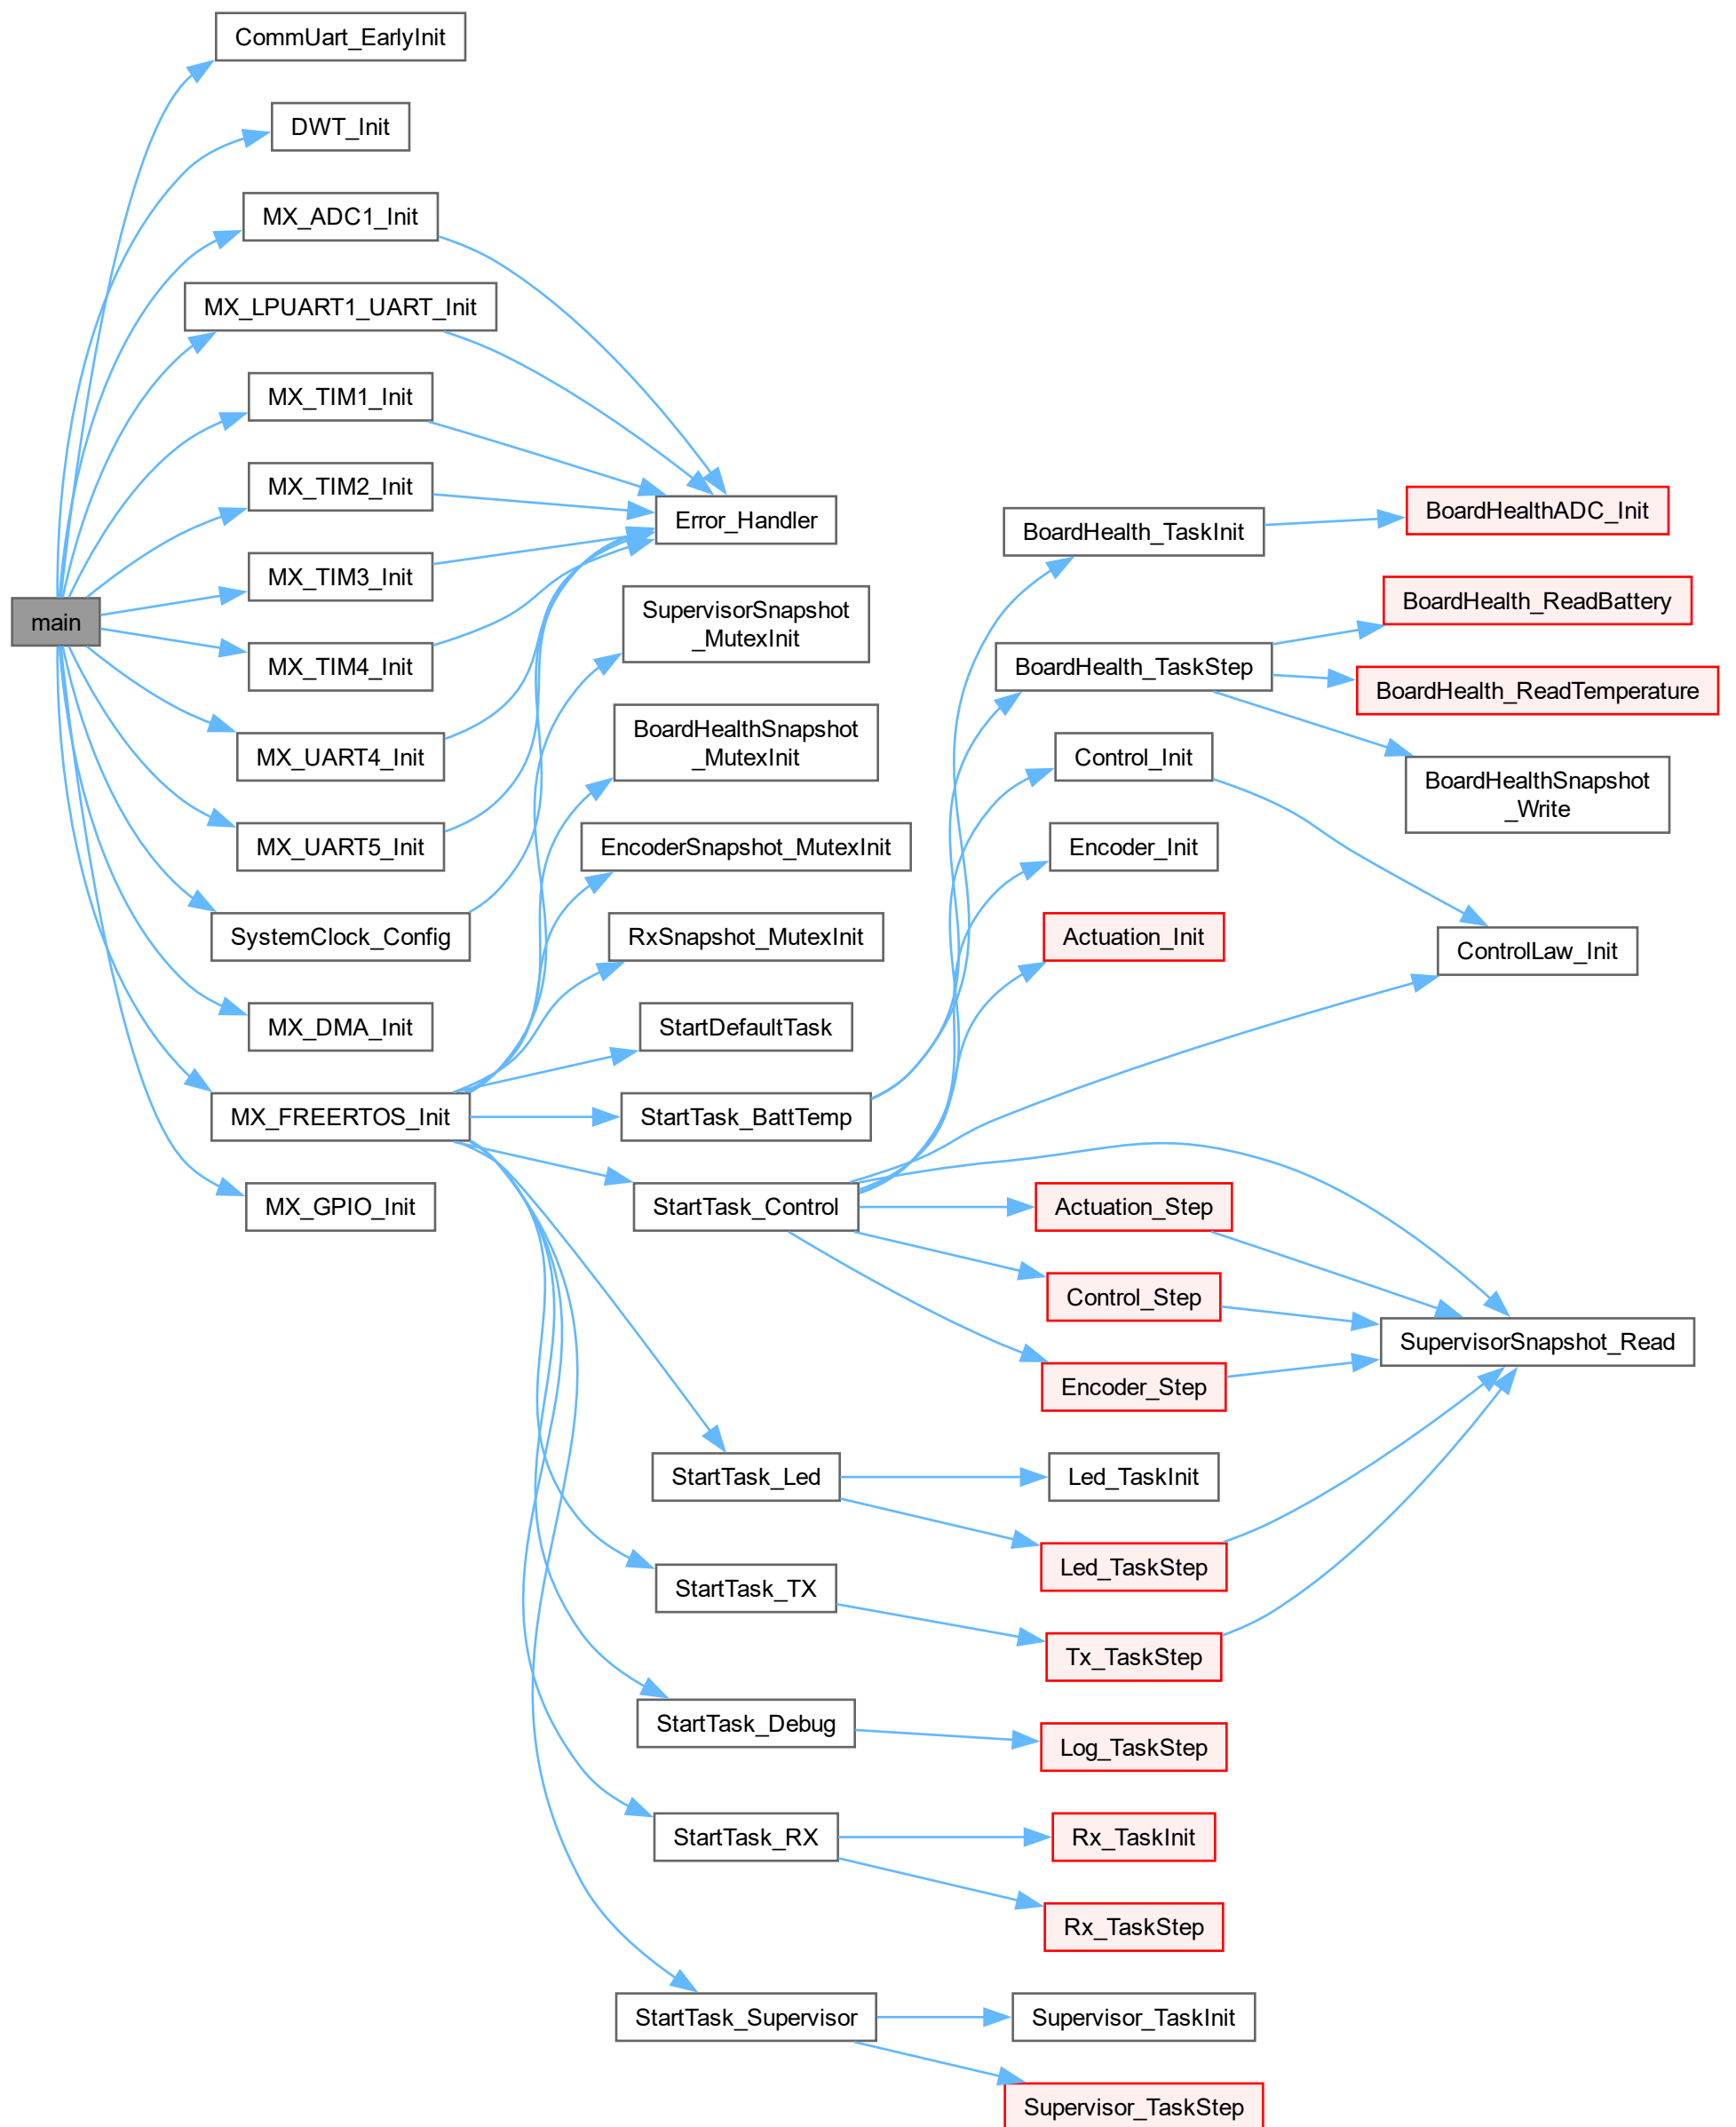 CommUart_EarlyInit
DWT_Init
MX_ADC1_Init
MX_LPUART1_UART_Init
MX_TIM1_Init
MX_TIM2_Init
MX_TIM3_Init
main
MX_TIM4_Init
MX_UART4_Init
MX_UART5_Init
SystemClock_Config
MX_DMA_Init
MX_FREERTOS_Init
MX_GPIO_Init
Error_Handler
SupervisorSnapshot
_MutexInit
BoardHealthSnapshot
_MutexInit
EncoderSnapshot_MutexInit
RxSnapshot_MutexInit
StartDefaultTask
StartTask_BattTemp
StartTask_Control
StartTask_Led
StartTask_TX
StartTask_Debug
StartTask_RX
StartTask_Supervisor
BoardHealth_TaskInit
BoardHealth_TaskStep
Control_Init
Encoder_Init
Actuation_Init
Actuation_Step
Control_Step
Encoder_Step
Led_TaskInit
Led_TaskStep
Tx_TaskStep
Log_TaskStep
Rx_TaskInit
Rx_TaskStep
Supervisor_TaskInit
Supervisor_TaskStep
BoardHealthADC_Init
BoardHealth_ReadBattery
BoardHealth_ReadTemperature
BoardHealthSnapshot
_Write
ControlLaw_Init
SupervisorSnapshot_Read